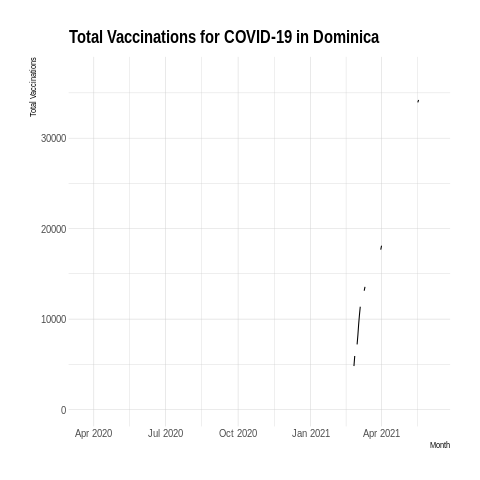 Total Vaccinations for COVID-19 in Dominica
Total Vaccinations
30000
20000
10000
0
Apr 2020 Jul 2020 Oct 2020 Jan 2021 Apr 2021
Month